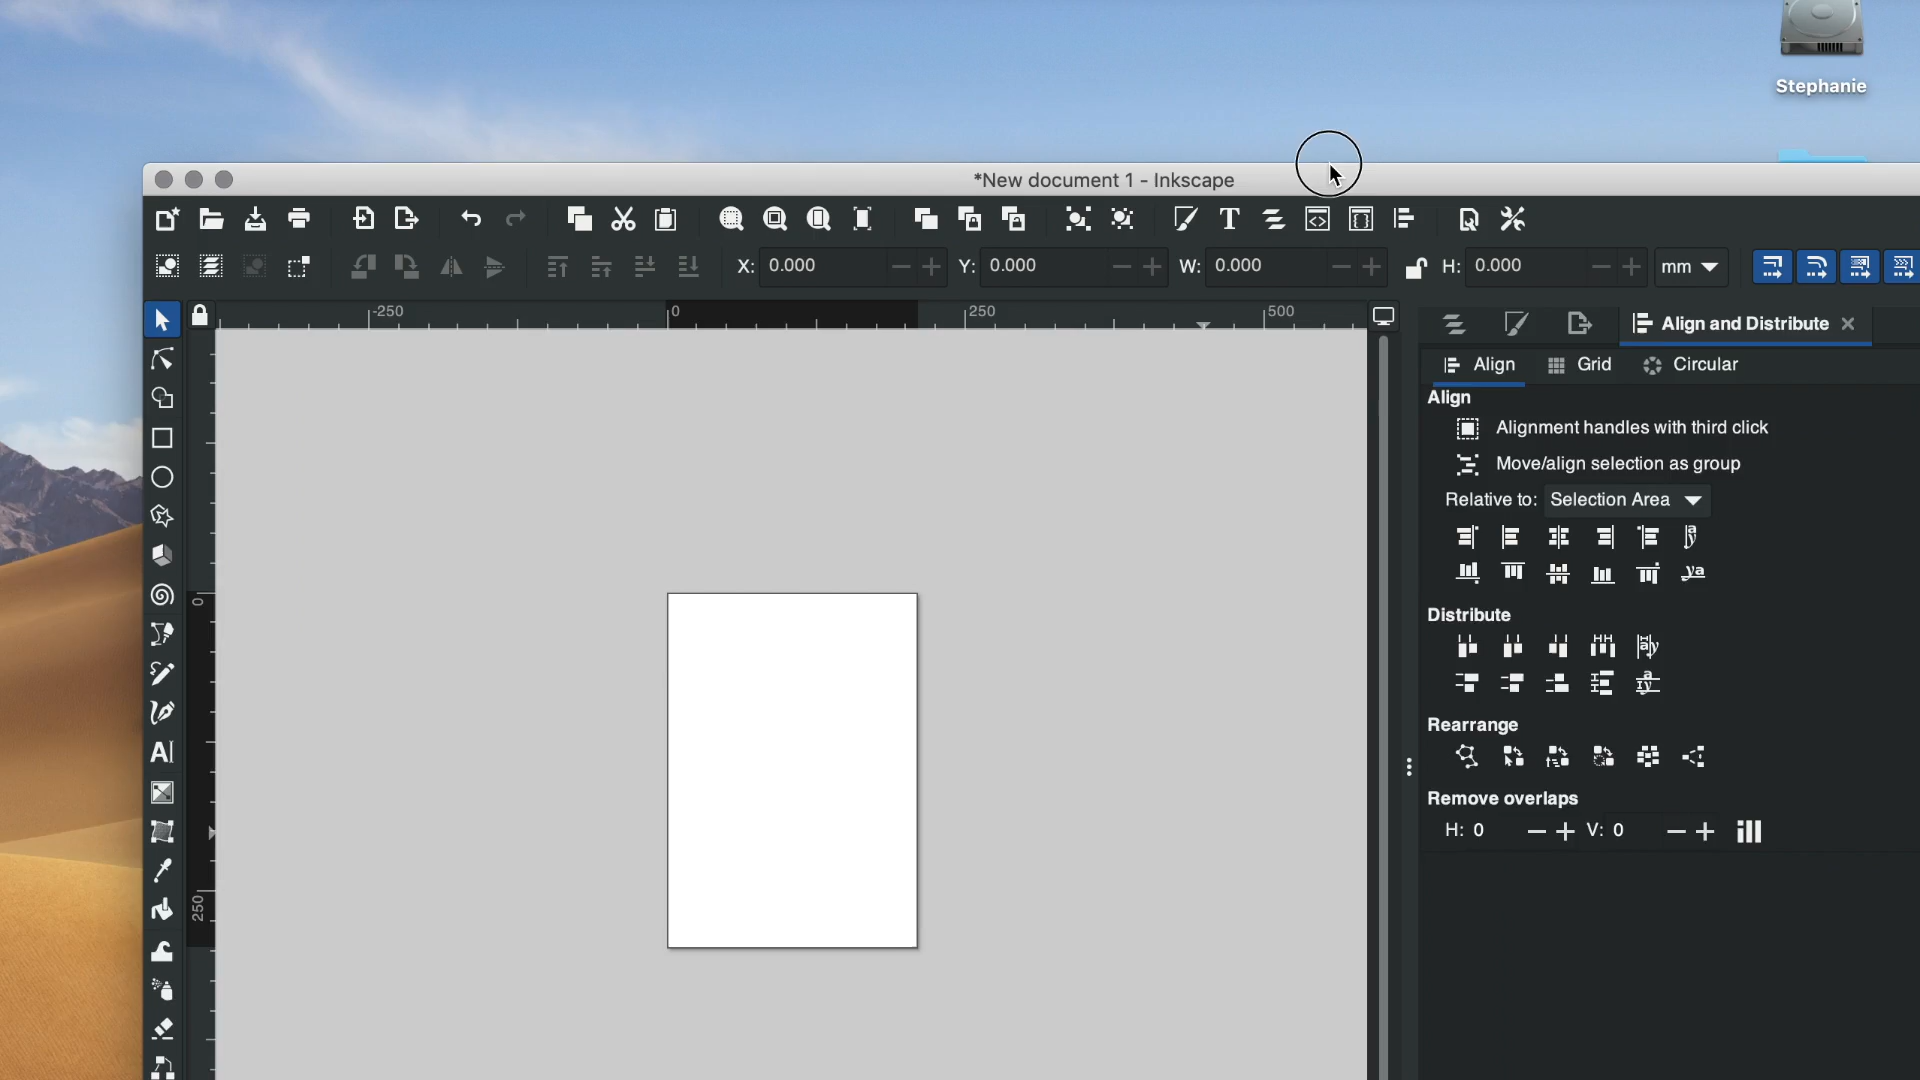 Stephanie
*New document 1 - Inkscape
X: 0.000 Y: 0.000 W: 0.000 H: 0.000 mm
-250 0 250 500
Align and Distribute
Align Grid Circular
Align
Alignment handles with third click
Move/align selection as group
Relative to: Selection Area
Distribute
Rearrange
Remove overlaps
H: 0 V: 0
0
250